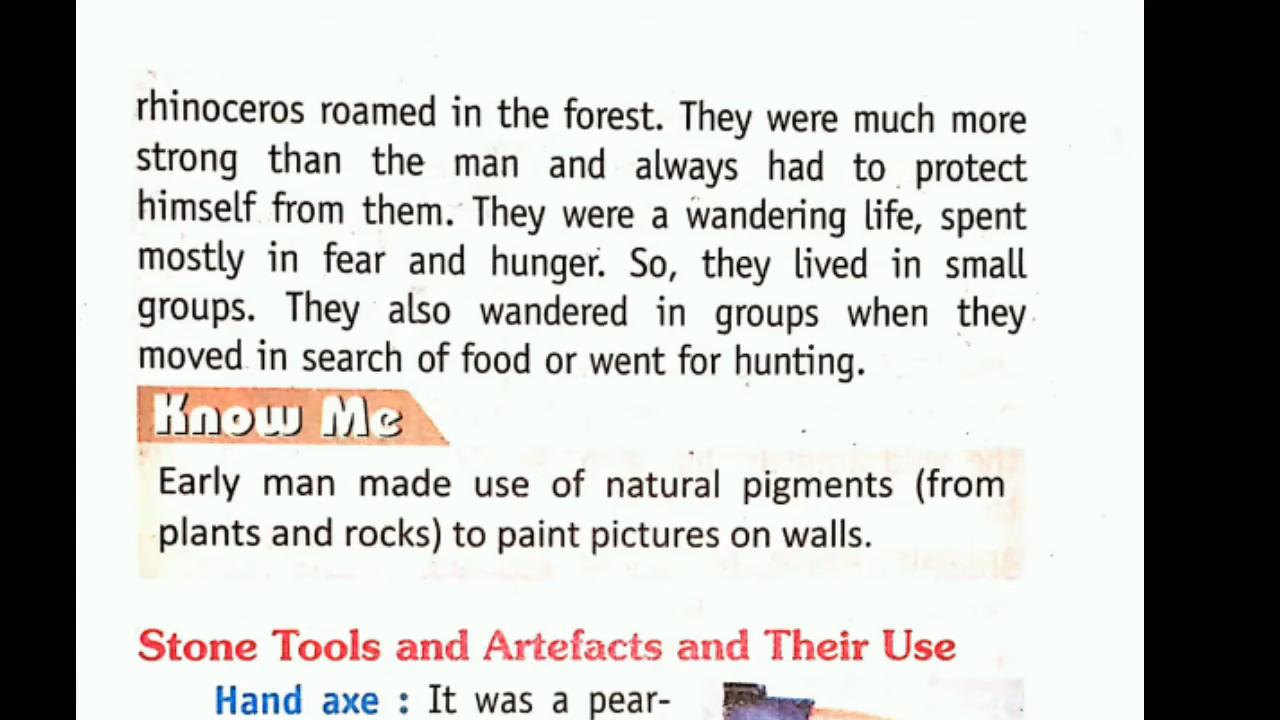 rhinoceros roamed in the forest. They were much more
strong than the man and always had to protect
himself from them. They were a wandering life, spent
mostly in fear and hunger. So, they lived in small
groups. They also wandered in groups when they
moved in search of food or went for hunting.
Know Me
Early man made use of natural pigments (from
plants and rocks) to paint pictures on walls.
Stone Tools and Artefacts and Their Use
Hand axe : It was a pear-